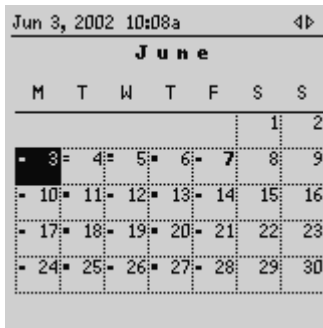 Jun 3, 2002 10:08a
June
M T W T F S S
1 2
3 4 5 6 7 8 9
10 11 12 13 14 15 16
17 18 19 20 21 22 23
24 25 26 27 28 29 30